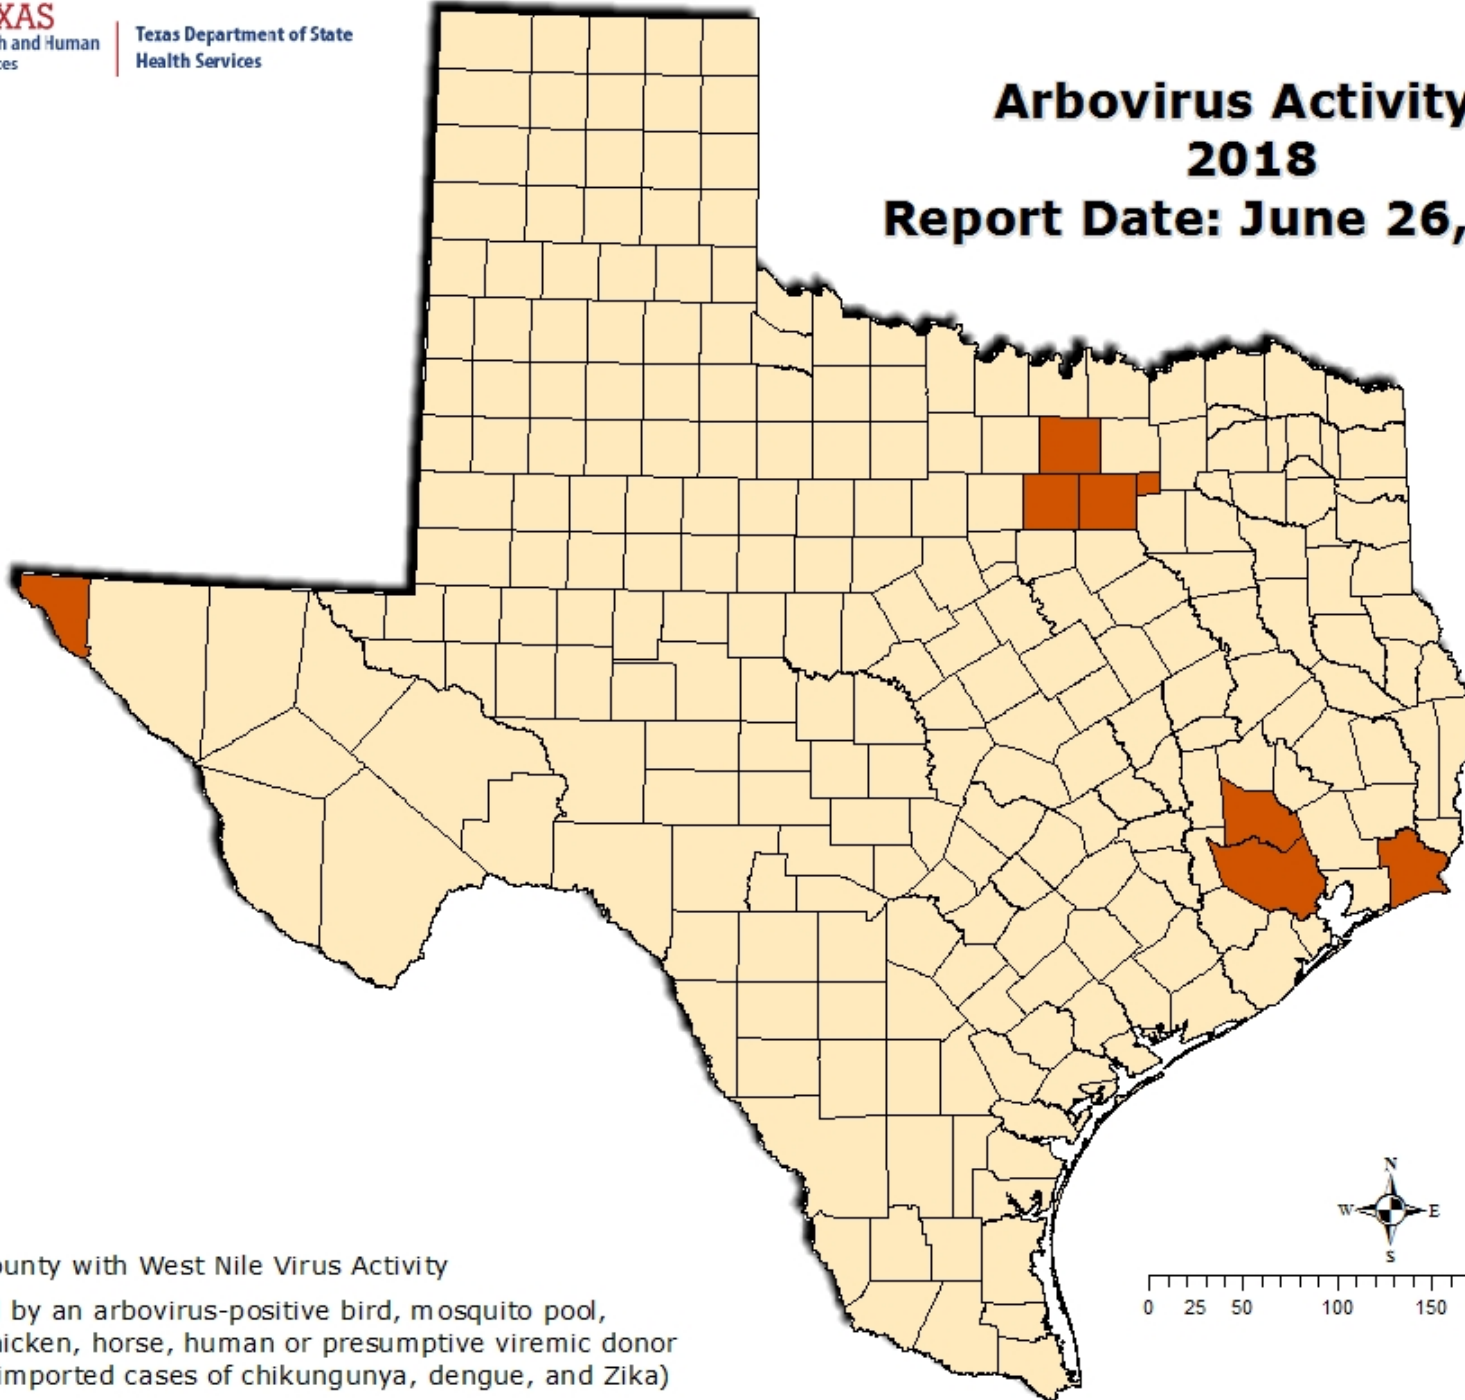 XAS
h and Human
ces
Texas Department of State
Health Services
Arbovirus Activity
2018
Report Date: June 26,
N
W E
S
0 25 50 100 150
ounty with West Nile Virus Activity
by an arbovirus-positive bird, mosquito pool,
hicken, horse, human or presumptive viremic donor
imported cases of chikungunya, dengue, and Zika)